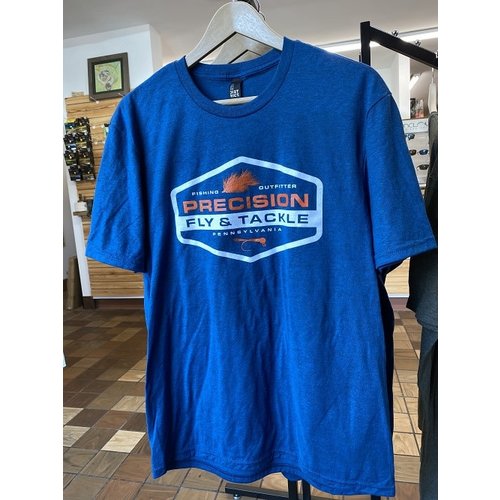 FISHING OUTFITTER
PRECISION
FLY & TACKLE
PENNSYLVANIA